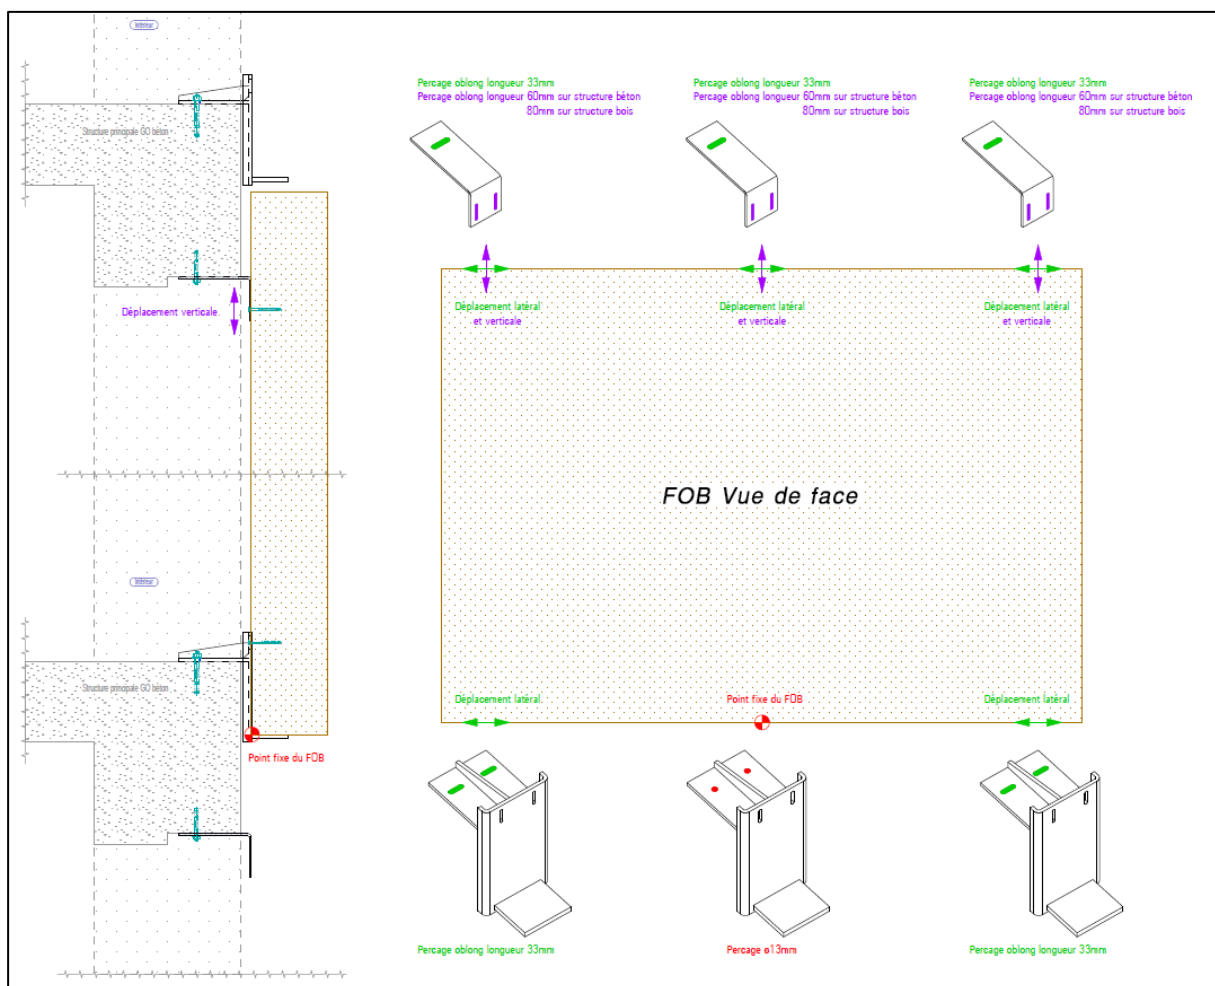 Intérieur
Structure principale GO béton
Déplacement verticale
Intérieur
Structure principale GO béton
Point fixe du FOB
Percage oblong longueur 33mm
Percage oblong longueur 60mm sur structure béton
80mm sur structure bois
Percage oblong longueur 33mm
Percage oblong longueur 60mm sur structure béton
80mm sur structure bois
Percage oblong longueur 33mm
Percage oblong longueur 60mm sur structure béton
80mm sur structure bois
Déplacement latéral
et verticale
Déplacement latéral
et verticale
Déplacement latéral
et verticale
FOB Vue de face
Déplacement latéral
Point fixe du FOB
Déplacement latéral
Percage oblong longueur 33mm
Percage ø13mm
Percage oblong longueur 33mm